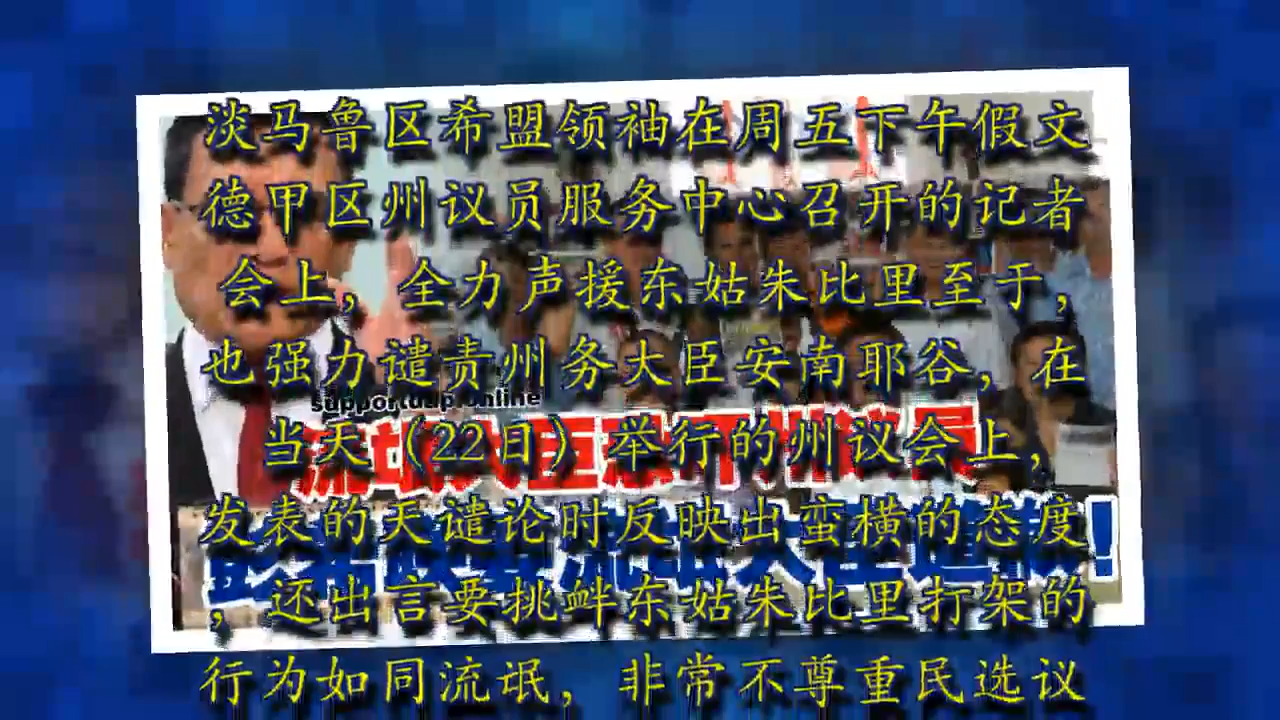 淡马鲁区希盟领袖在周五下午假文
德甲区州议员服务中心召开的记者
会上，全力声援东姑朱比里至于，
也强力谴责州务大臣安南耶谷，在
supportdap online
当天（22日）举行的州议会上，
发表的天谴论时反映出蛮横的态度
，还出言要挑衅东姑朱比里打架的
行为如同流氓，非常不尊重民选议